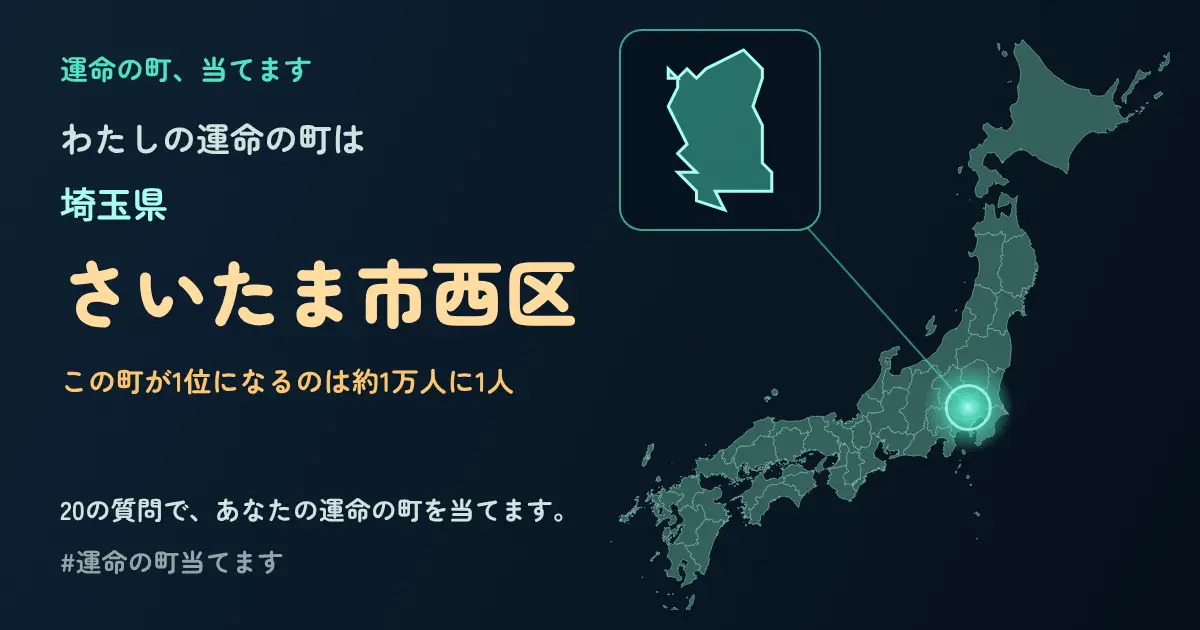 運命の町、当てます
わたしの運命の町は
埼玉県
さいたま市西区
この町が1位になるのは約1万人に1人
20の質問で、あなたの運命の町を当てます。
#運命の町当てます